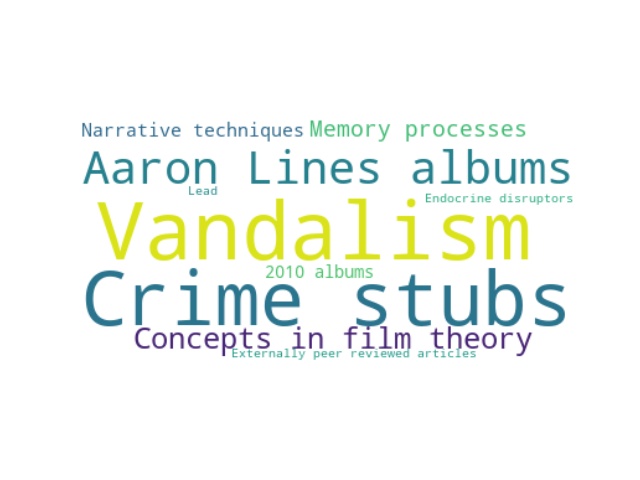 Narrative techniques
Memory processes
Aaron Lines albums
Lead
Endocrine disruptors
Vandalism
2010 albums
Crime stubs
Concepts in film theory
Externally peer reviewed articles